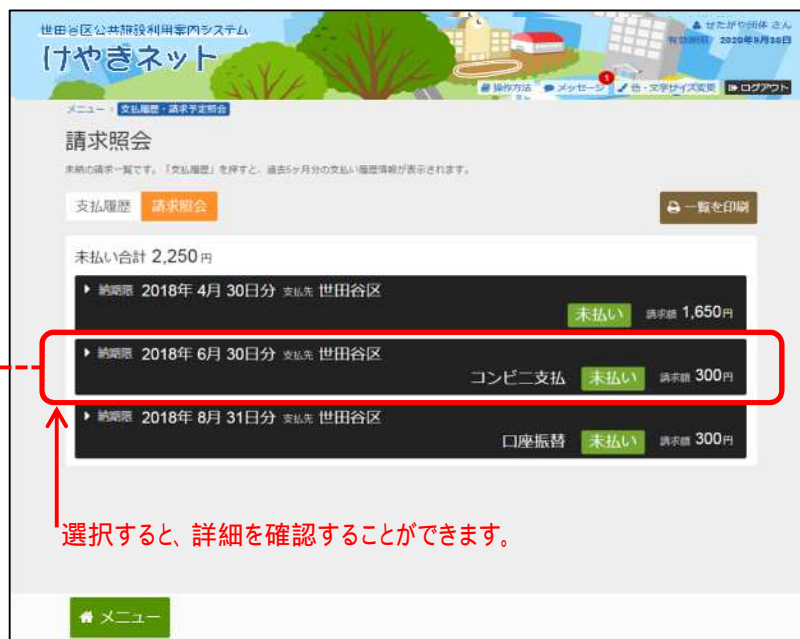 世田谷区公共施設利用案内システム
けやきネット
せたがや団体 さん
有効期限 2020年9月30日
操作方法 メッセージ 1 色・文字サイズ変更 ログアウト
メニュー › 支払履歴・請求予定照会
請求照会
未納の請求一覧です。「支払履歴」を押すと、過去5ヶ月分の支払い履歴情報が表示されます。
支払履歴 請求照会 一覧を印刷
未払い合計 2,250 円
納期限 2018年 4月 30日分 支払先 世田谷区
未払い 請求額 1,650円
納期限 2018年 6月 30日分 支払先 世田谷区
コンビニ支払 未払い 請求額 300円
納期限 2018年 8月 31日分 支払先 世田谷区
口座振替 未払い 請求額 300円
選択すると、詳細を確認することができます。
メニュー